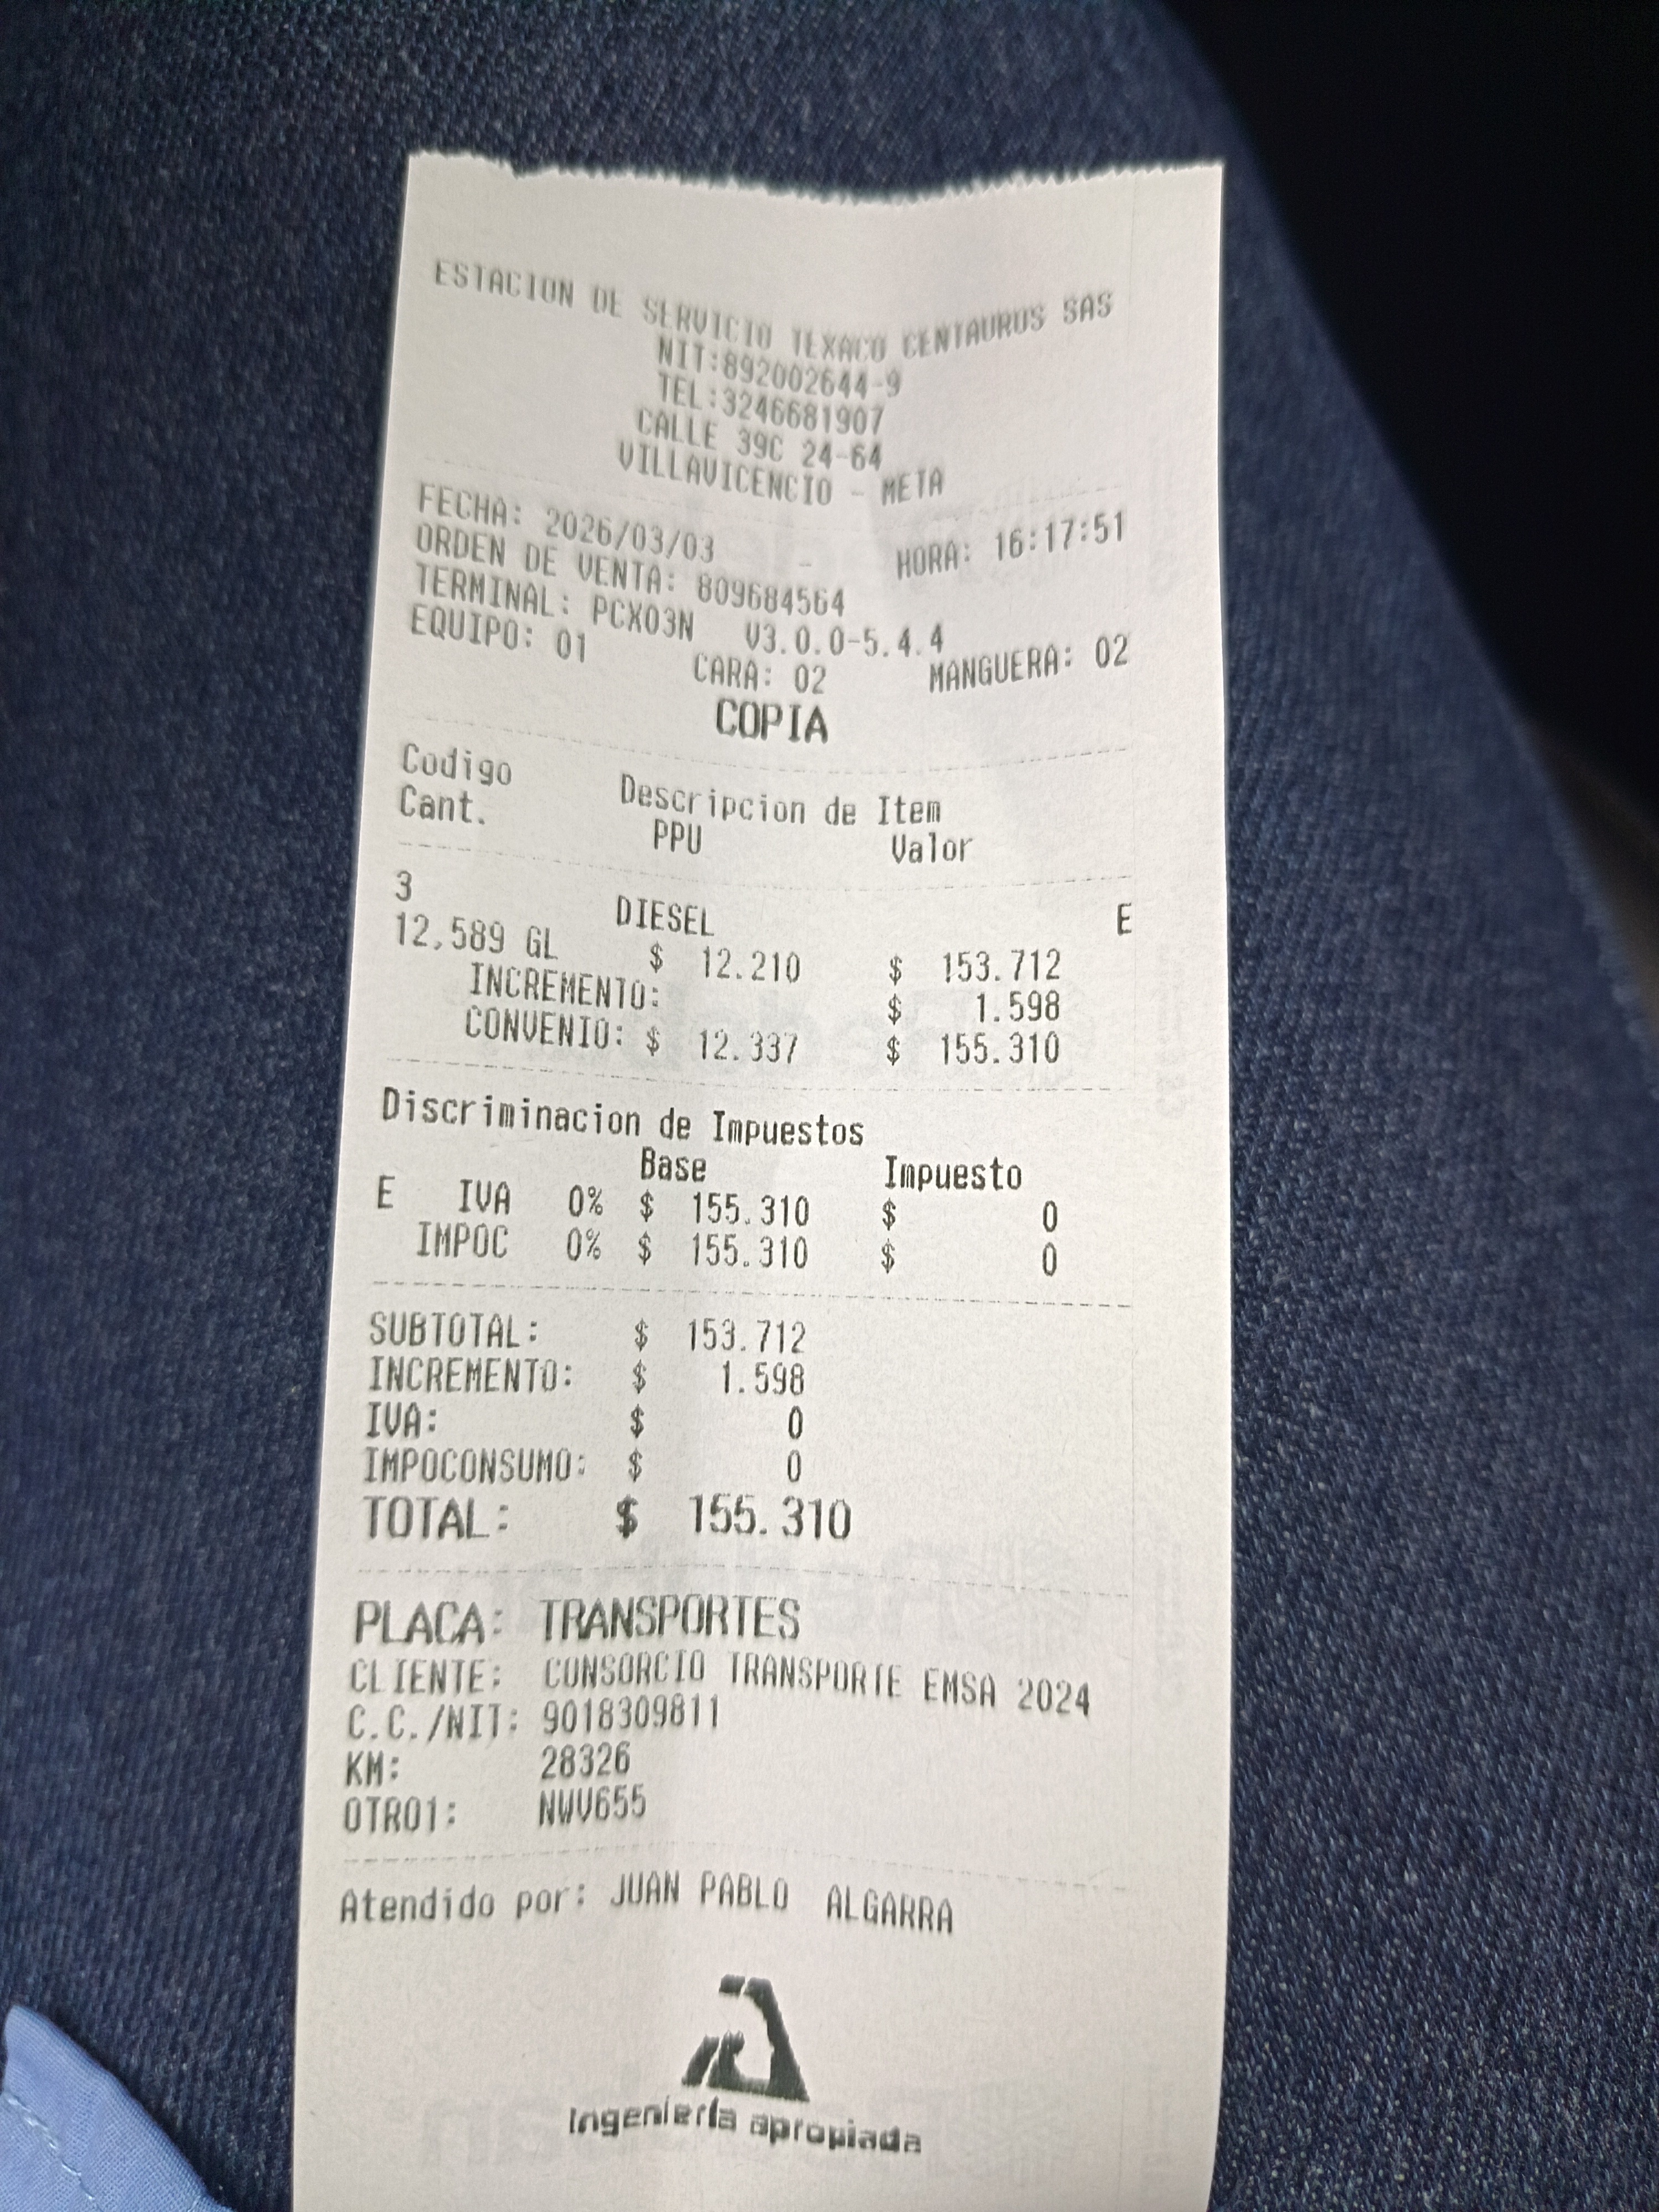 ESTACION DE SERVICIO TEXACO CENTAUROS SAS
NIT:892002644-9
TEL:3246681907
CALLE 39C 24-64
VILLAVICENCIO - META
FECHA: 2026/03/03 - HORA: 16:17:51
ORDEN DE VENTA: 809684564
TERMINAL: PCX03N V3.0.0-5.4.4
EQUIPO: 01 CARA: 02 MANGUERA: 02
COPIA
Codigo Descripcion de Item
Cant. PPU Valor
3 DIESEL E
12,589 GL $ 12.210 $ 153.712
INCREMENTO: $ 1.598
CONVENIO: $ 12.337 $ 155.310
Discriminacion de Impuestos
Base Impuesto
E IVA 0% $ 155.310 $ 0
IMPOC 0% $ 155.310 $ 0
SUBTOTAL: $ 153.712
INCREMENTO: $ 1.598
IVA: $ 0
IMPOCONSUMO: $ 0
TOTAL: $ 155.310
PLACA: TRANSPORTES
CLIENTE: CONSORCIO TRANSPORTE EMSA 2024
C.C./NIT: 9018309811
KM: 28326
OTRO1: NWV655
Atendido por: JUAN PABLO ALGARRA
Ingeniería apropiada